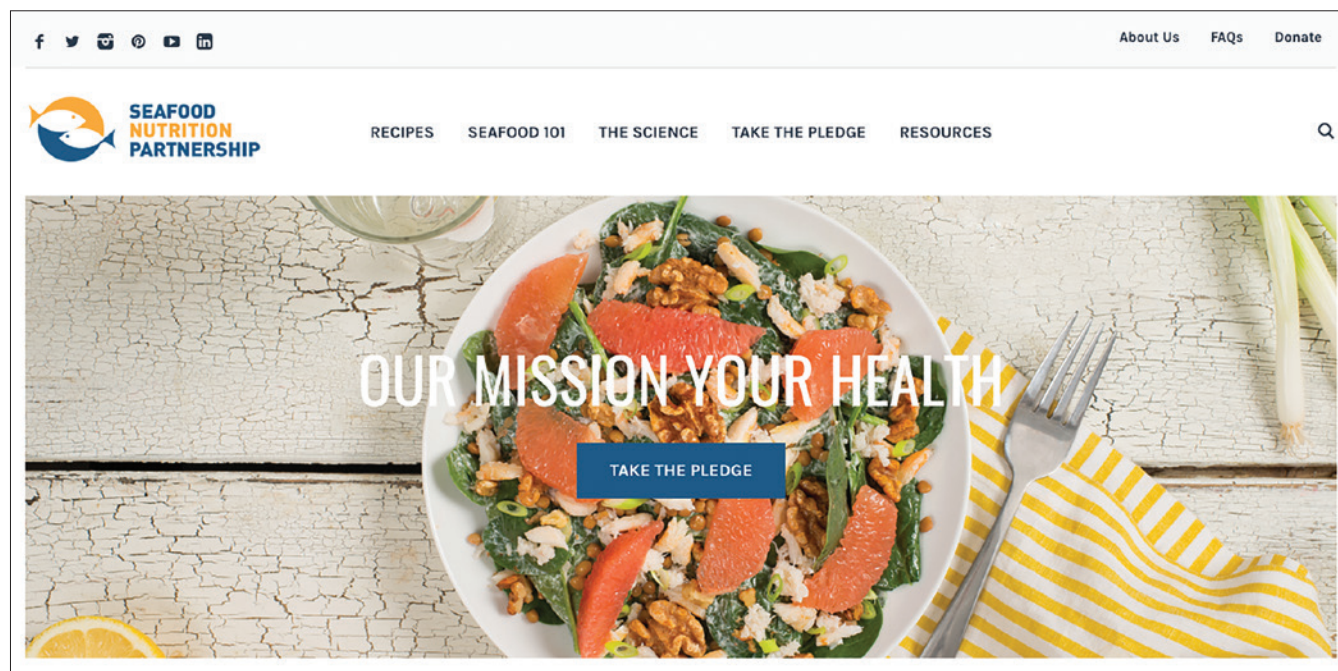 About Us FAQs Donate
SEAFOOD
NUTRITION
PARTNERSHIP
RECIPES SEAFOOD 101 THE SCIENCE TAKE THE PLEDGE RESOURCES
OUR MISSION YOUR HEALTH
TAKE THE PLEDGE